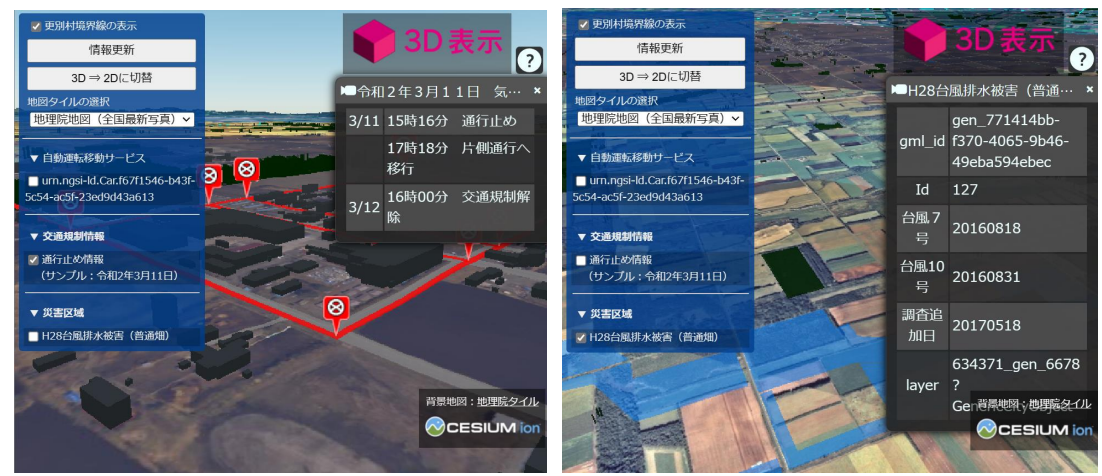 更別村境界線の表示
情報更新
3D ⇒ 2Dに切替
地図タイルの選択
地理院地図（全国最新写真）
▼ 自動運転移動サービス
urn.ngsi-ld.Car.f67f1546-b43f-
5c54-ac5f-23ed9d43a613
▼ 交通規制情報
通行止め情報
（サンプル：令和2年3月11日）
▼ 災害区域
H28台風排水被害（普通畑）
3D 表示
?
令和２年３月１１日　気… ×
3/11 15時16分　通行止め
17時18分　片側通行へ
移行
3/12 16時00分　交通規制解
除
背景地図：地理院タイル
CESIUM ion
更別村境界線の表示
情報更新
3D ⇒ 2Dに切替
地図タイルの選択
地理院地図（全国最新写真）
▼ 自動運転移動サービス
urn.ngsi-ld.Car.f67f1546-b43f-
5c54-ac5f-23ed9d43a613
▼ 交通規制情報
通行止め情報
（サンプル：令和2年3月11日）
▼ 災害区域
H28台風排水被害（普通畑）
3D 表示
?
H28台風排水被害（普通… ×
gml_id gen_771414bb-
f370-4065-9b46-
49eba594ebec
Id 127
台風７
号 20160818
台風10
号 20160831
調査追
加日 20170518
layer 634371_gen_6678
?
GenericCityObject
背景地図：地理院タイル
CESIUM ion